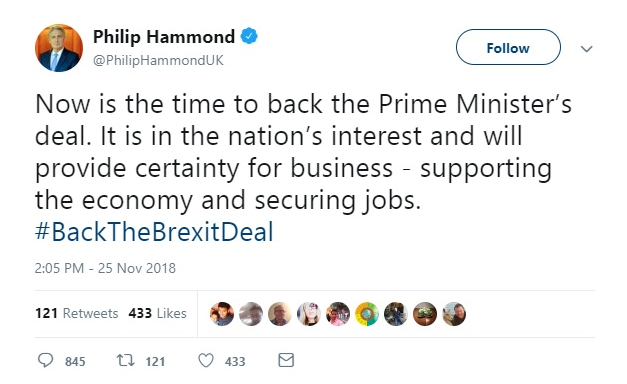 Philip Hammond
@PhilipHammondUK
Follow
Now is the time to back the Prime Minister's
deal. It is in the nation's interest and will
provide certainty for business - supporting
the economy and securing jobs.
#BackTheBrexitDeal
2:05 PM - 25 Nov 2018
121 Retweets 433 Likes
845 121 433